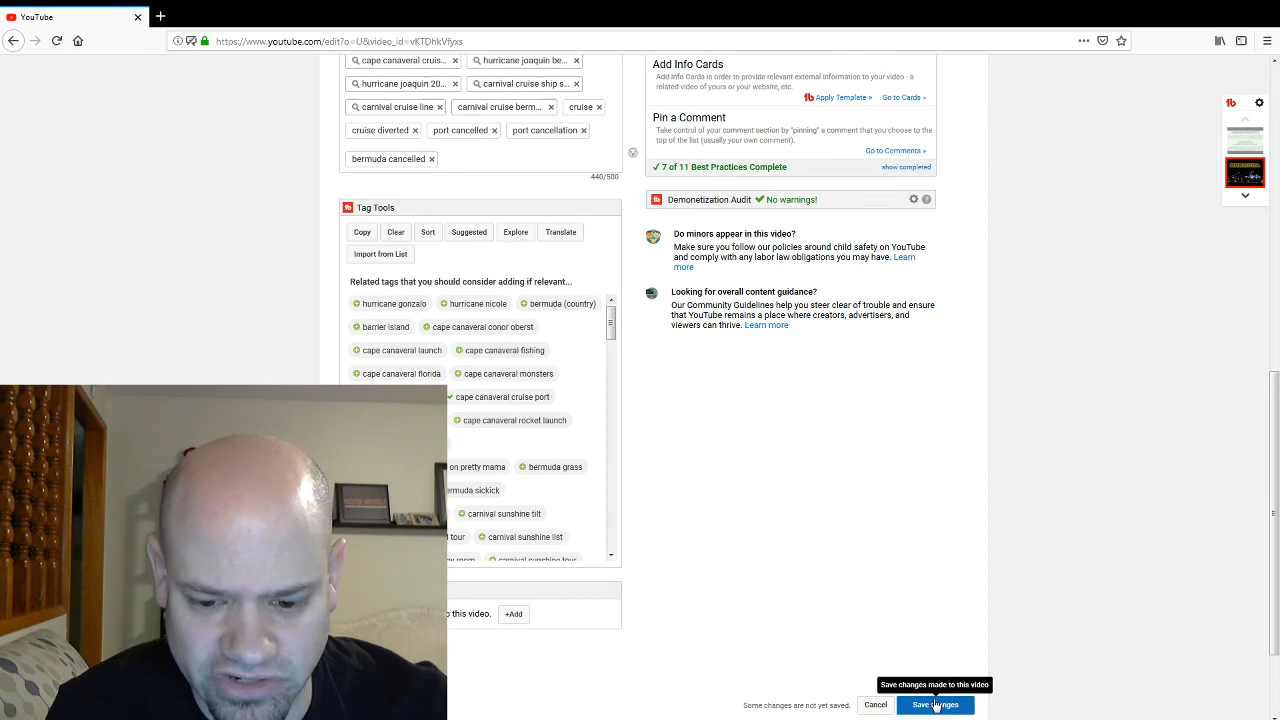 YouTube
https://www.youtube.com/edit?o=U&video_id=vKTDhkVfyxs
cape canaveral cruis...
hurricane joaquin be...
hurricane joaquin 20...
carnival cruise ship s...
carnival cruise line
carnival cruise berm...
cruise
cruise diverted
port cancelled
port cancellation
bermuda cancelled
440/500
Tag Tools
Copy
Clear
Sort
Suggested
Explore
Translate
Import from List
Related tags that you should consider adding if relevant...
hurricane gonzalo
hurricane nicole
bermuda (country)
barrier island
cape canaveral conor oberst
cape canaveral launch
cape canaveral fishing
cape canaveral florida
cape canaveral monsters
cape canaveral cruise port
cape canaveral rocket launch
on pretty mama
bermuda grass
ermuda sickick
carnival sunshine tilt
tour
carnival sunshine list
carnival sunshine tour
o this video.
+Add
Add Info Cards
Add Info Cards in order to provide relevant external information to your video - a
related video of yours or your website, etc.
Apply Template »
Go to Cards »
Pin a Comment
Take control of your comment section by "pinning" a comment that you choose to the
top of the list (usually your own comment).
Go to Comments »
7 of 11 Best Practices Complete
show completed
Demonetization Audit
No warnings!
Do minors appear in this video?
Make sure you follow our policies around child safety on YouTube
and comply with any labor law obligations you may have. Learn
more
Looking for overall content guidance?
Our Community Guidelines help you steer clear of trouble and ensure
that YouTube remains a place where creators, advertisers, and
viewers can thrive. Learn more
Save changes made to this video
Some changes are not yet saved.
Cancel
Save changes